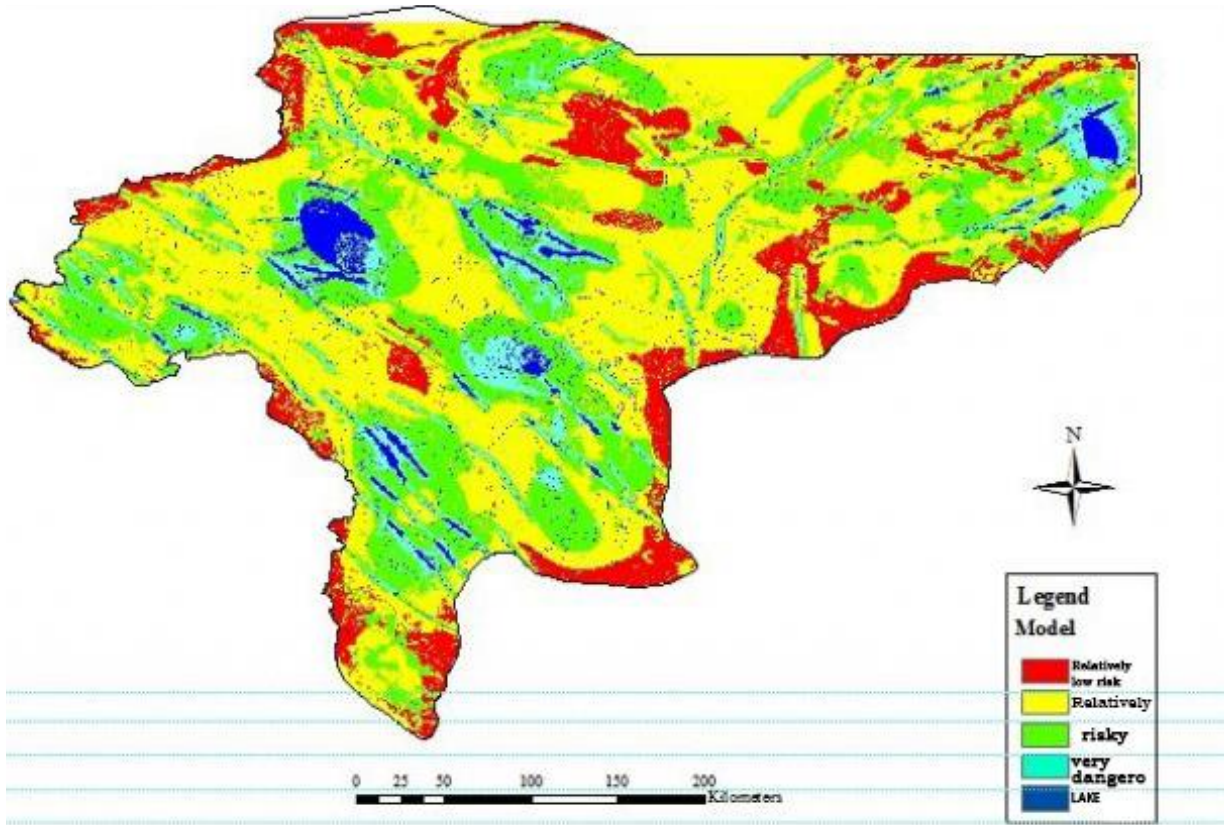 N
Legend
Model
Relatively
low risk
Relatively
risky
very
dangero
LAKE
0 25 50 100 150 200
Kilometers